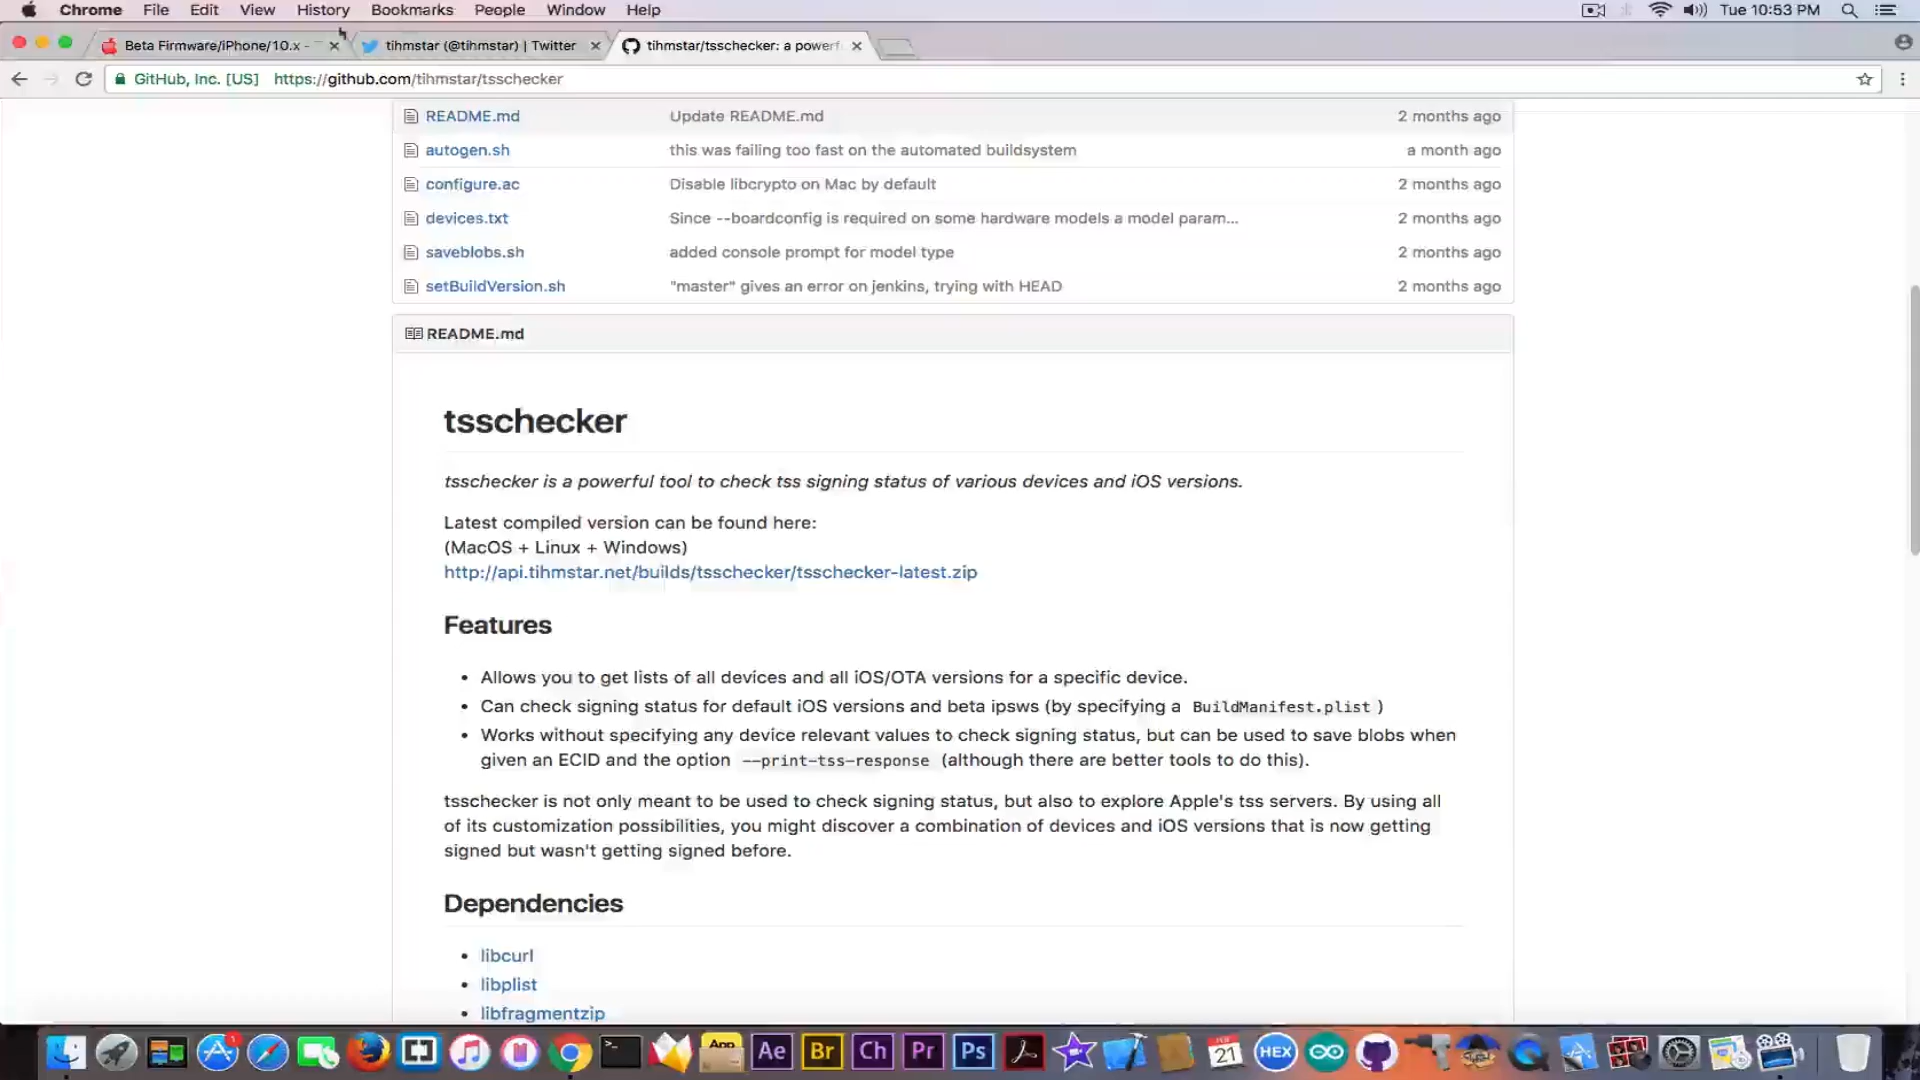 Chrome File Edit View History Bookmarks People Window Help Tue 10:53 PM
Beta Firmware/iPhone/10.x - tihmstar (@tihmstar) | Twitter tihmstar/tsschecker: a powerf
GitHub, Inc. [US] https://github.com/tihmstar/tsschecker
README.md Update README.md 2 months ago
autogen.sh this was failing too fast on the automated buildsystem a month ago
configure.ac Disable libcrypto on Mac by default 2 months ago
devices.txt Since --boardconfig is required on some hardware models a model param... 2 months ago
saveblobs.sh added console prompt for model type 2 months ago
setBuildVersion.sh "master" gives an error on jenkins, trying with HEAD 2 months ago
README.md
tsschecker
tsschecker is a powerful tool to check tss signing status of various devices and iOS versions.
Latest compiled version can be found here:
(MacOS + Linux + Windows)
http://api.tihmstar.net/builds/tsschecker/tsschecker-latest.zip
Features
• Allows you to get lists of all devices and all iOS/OTA versions for a specific device.
• Can check signing status for default iOS versions and beta ipsws (by specifying a BuildManifest.plist )
• Works without specifying any device relevant values to check signing status, but can be used to save blobs when
given an ECID and the option --print-tss-response (although there are better tools to do this).
tsschecker is not only meant to be used to check signing status, but also to explore Apple's tss servers. By using all
of its customization possibilities, you might discover a combination of devices and iOS versions that is now getting
signed but wasn't getting signed before.
Dependencies
• libcurl
• libplist
• libfragmentzip
1 >_ App Ae Br Ch Pr Ps 21 HEX